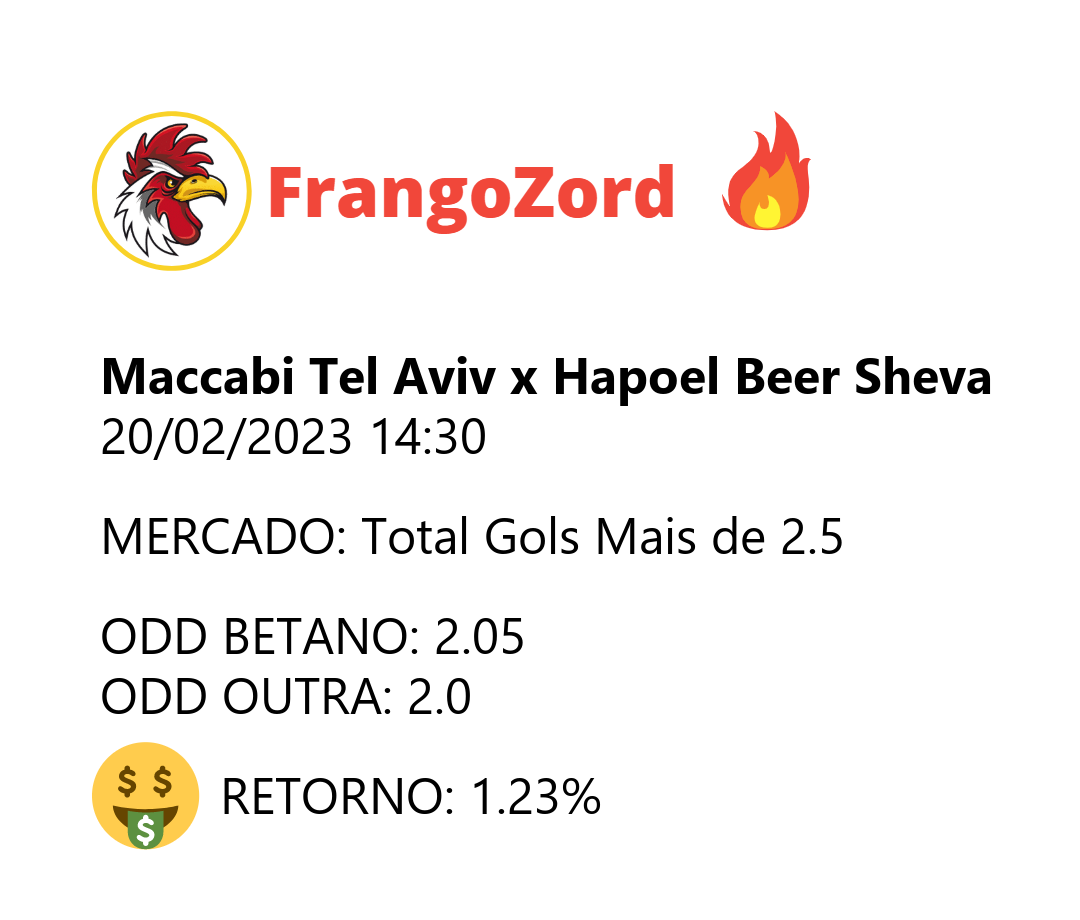 FrangoZord
Maccabi Tel Aviv x Hapoel Beer Sheva
20/02/2023 14:30
MERCADO: Total Gols Mais de 2.5
ODD BETANO: 2.05
ODD OUTRA: 2.0
$ $
$
RETORNO: 1.23%